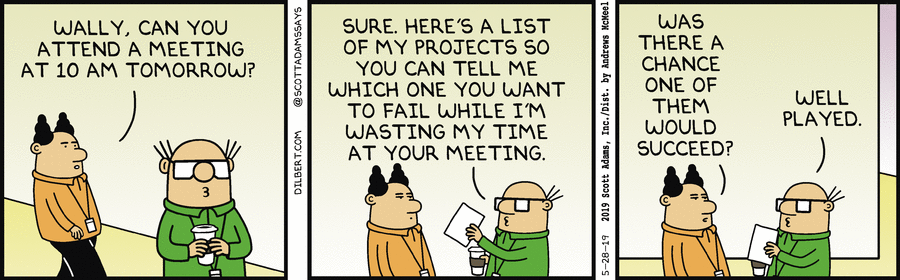 WALLY, CAN YOU
ATTEND A MEETING
AT 10 AM TOMORROW?
DILBERT.COM @SCOTTADAMSSAYS
SURE. HERE'S A LIST
OF MY PROJECTS SO
YOU CAN TELL ME
WHICH ONE YOU WANT
TO FAIL WHILE I'M
WASTING MY TIME
AT YOUR MEETING.
5-28-19 2019 Scott Adams, Inc./Dist. by Andrews McMeel
WAS
THERE A
CHANCE
ONE OF
THEM
WOULD
SUCCEED?
WELL
PLAYED.